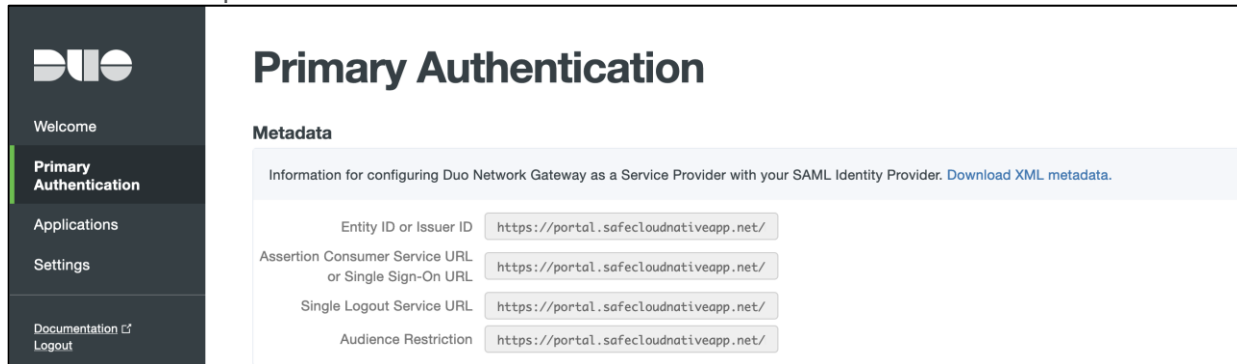 DUO
Welcome
Primary
Authentication
Applications
Settings
Documentation
Logout
Primary Authentication
Metadata
Information for configuring Duo Network Gateway as a Service Provider with your SAML Identity Provider. Download XML metadata.
Entity ID or Issuer ID https://portal.safecloudnativeapp.net/
Assertion Consumer Service URL
or Single Sign-On URL https://portal.safecloudnativeapp.net/
Single Logout Service URL https://portal.safecloudnativeapp.net/
Audience Restriction https://portal.safecloudnativeapp.net/